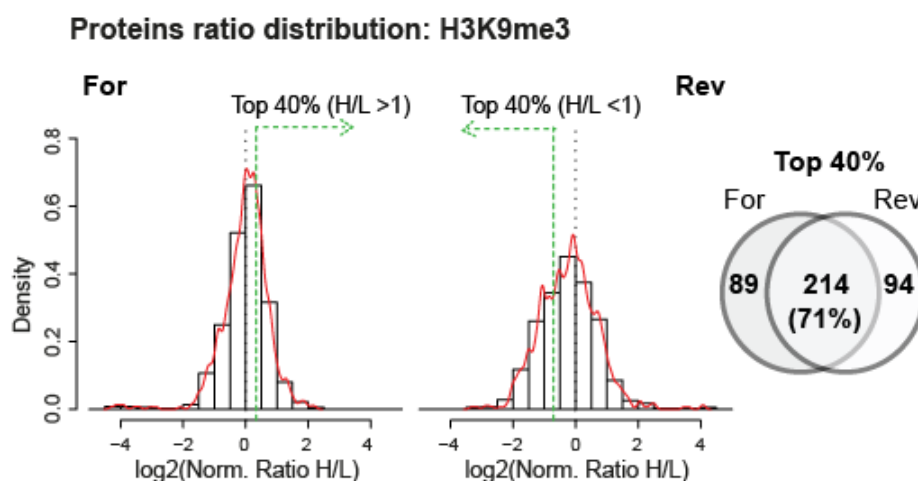 Proteins ratio distribution: H3K9me3
For
Rev
Top 40% (H/L >1)
Top 40% (H/L <1)
0.8
0.6
0.4
0.2
0.0
Density
−4
−2
0
2
4
log2(Norm. Ratio H/L)
−4
−2
0
2
4
log2(Norm. Ratio H/L)
Top 40%
For
Rev
89
214
(71%)
94